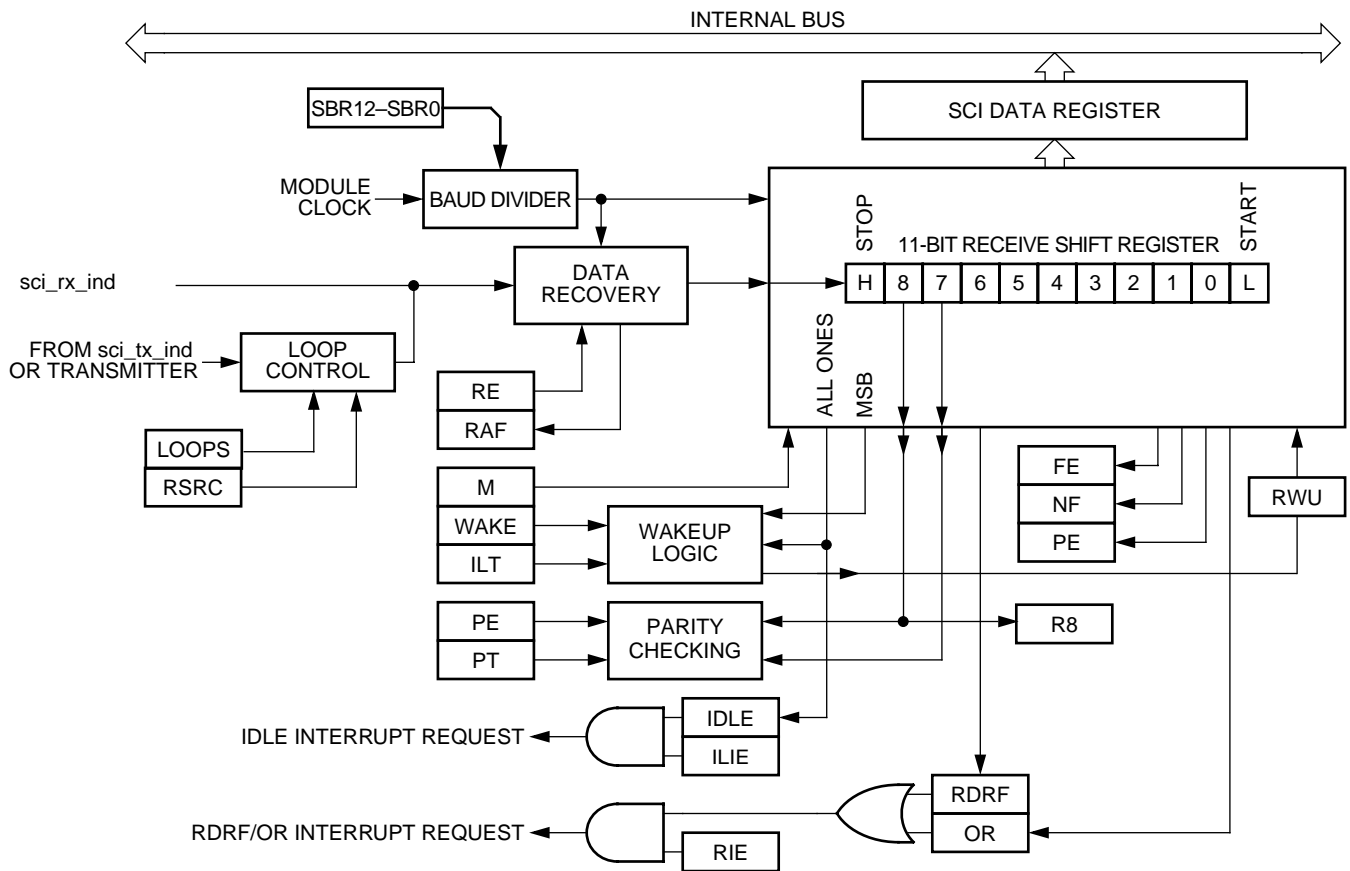 INTERNAL BUS
SBR12–SBR0
SCI DATA REGISTER
MODULE
CLOCK
BAUD DIVIDER
STOP
11-BIT RECEIVE SHIFT REGISTER
START
H 8 7 6 5 4 3 2 1 0 L
sci_rx_ind
DATA
RECOVERY
FROM sci_tx_ind
OR TRANSMITTER
LOOP
CONTROL
ALL ONES
MSB
RE
RAF
LOOPS
RSRC
M
WAKE
ILT
WAKEUP
LOGIC
FE
NF
PE
RWU
PE
PT
PARITY
CHECKING
R8
IDLE INTERRUPT REQUEST
IDLE
ILIE
RDRF/OR INTERRUPT REQUEST
RIE
RDRF
OR